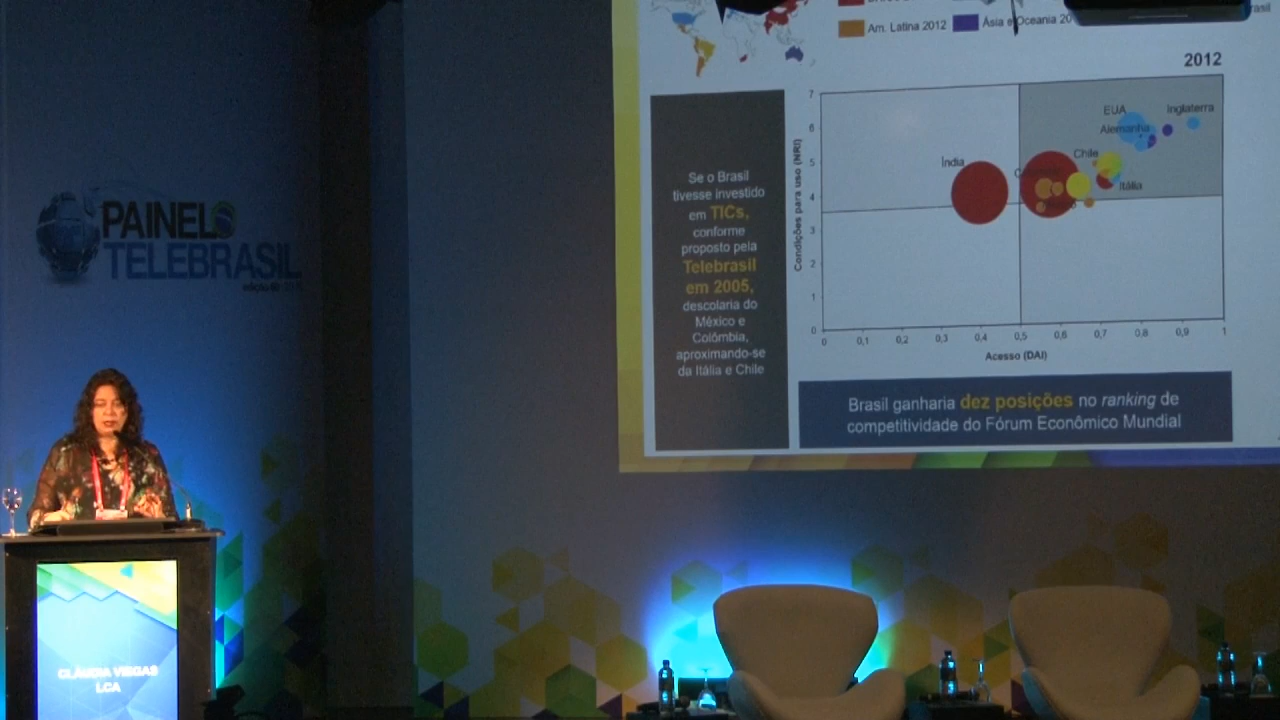 PAINEL
TELEBRASIL
CLÁUDIA VIEGAS
LCA
Am. Latina 2012
Ásia e Oceania 20
2012
Se o Brasil
tivesse investido
em TICs,
conforme
proposto pela
Telebrasil
em 2005,
descolaria do
México e
Colômbia,
aproximando-se
da Itália e Chile
Condições para uso (NRI)
7
6
5
4
3
2
1
0
EUA
Inglaterra
Alemanha
Chile
Índia
Itália
0
0,1
0,2
0,3
0,4
0,5
0,6
0,7
0,8
0,9
1
Acesso (DAI)
Brasil ganharia dez posições no ranking de
competitividade do Fórum Econômico Mundial